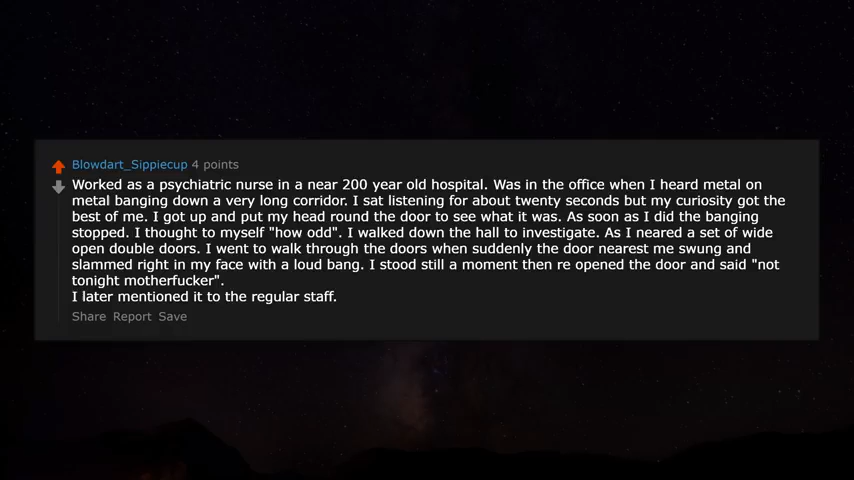 Blowdart_Sippiecup 4 points
Worked as a psychiatric nurse in a near 200 year old hospital. Was in the office when I heard metal on
metal banging down a very long corridor. I sat listening for about twenty seconds but my curiosity got the
best of me. I got up and put my head round the door to see what it was. As soon as I did the banging
stopped. I thought to myself "how odd". I walked down the hall to investigate. As I neared a set of wide
open double doors. I went to walk through the doors when suddenly the door nearest me swung and
slammed right in my face with a loud bang. I stood still a moment then re opened the door and said "not
tonight motherfucker".
I later mentioned it to the regular staff.
Share Report Save